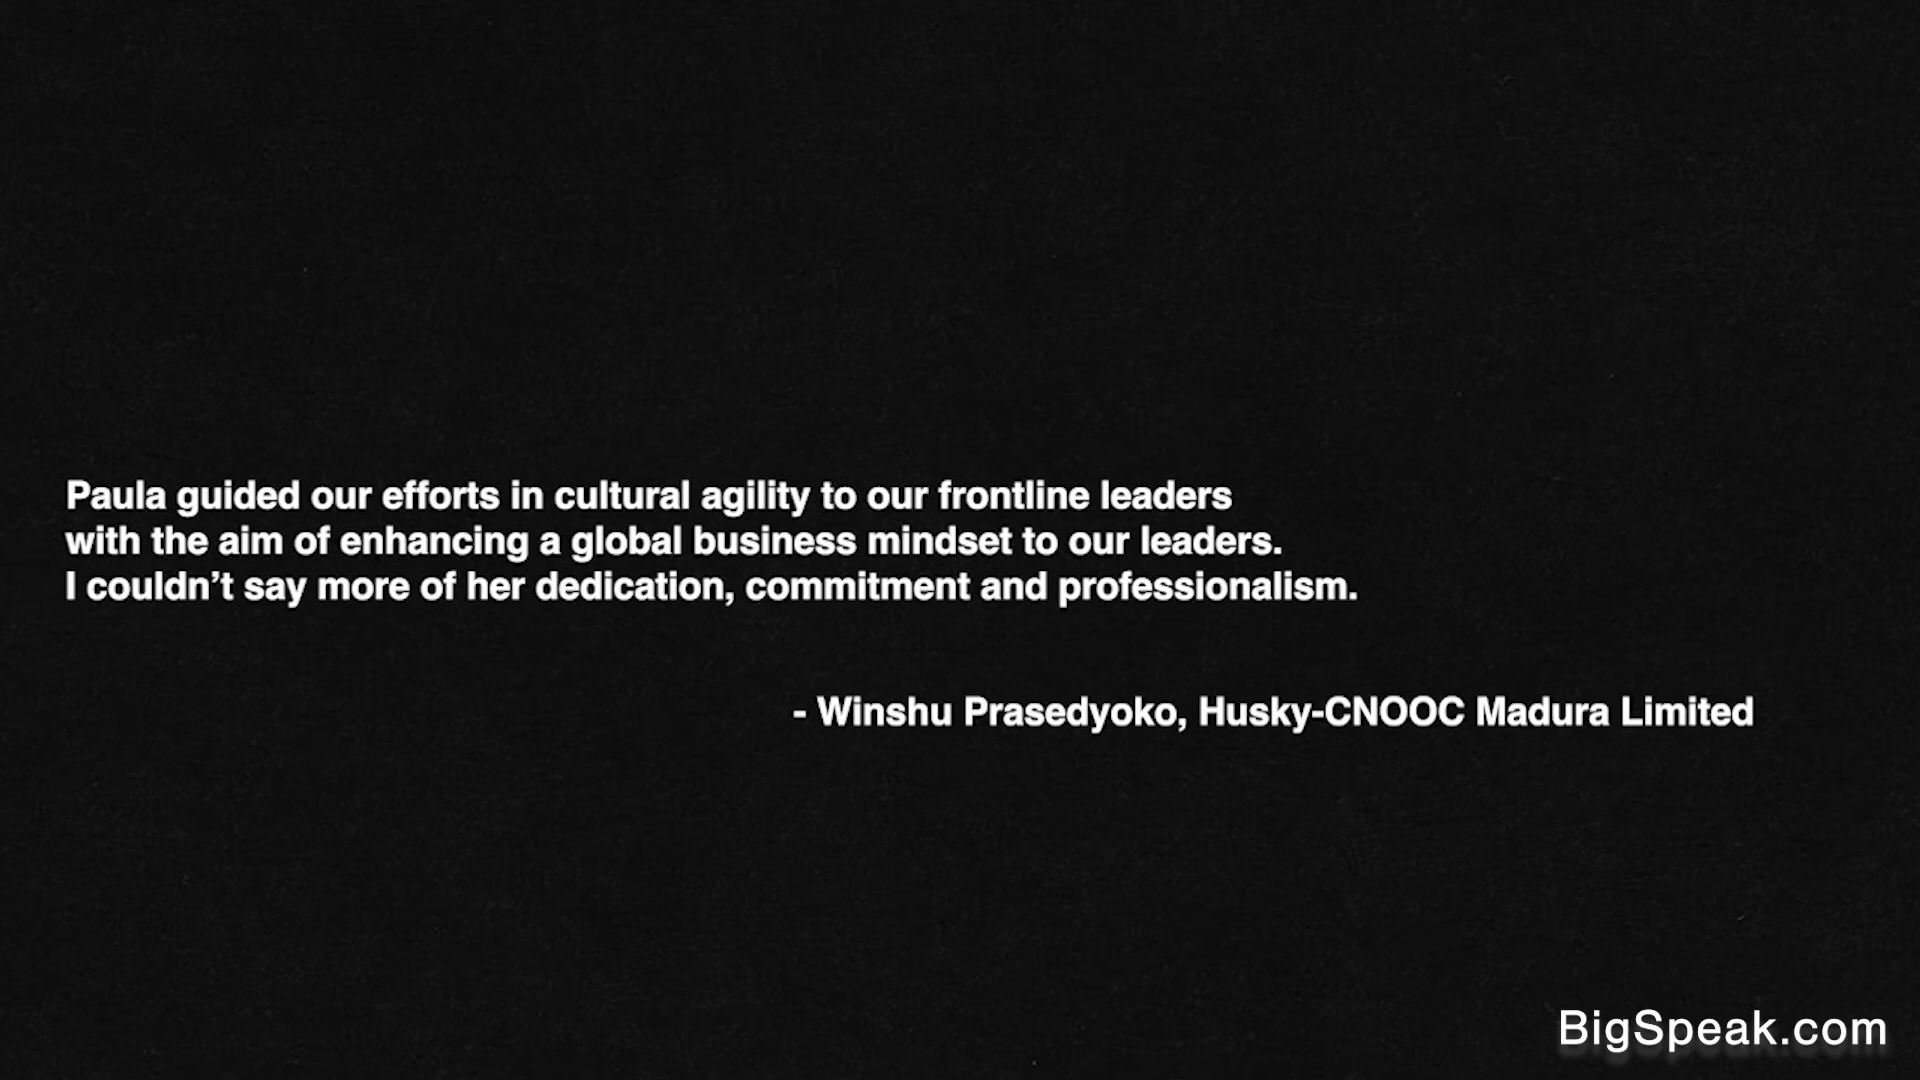 Paula guided our efforts in cultural agility to our frontline leaders
with the aim of enhancing a global business mindset to our leaders.
I couldn’t say more of her dedication, commitment and professionalism.
- Winshu Prasedyoko, Husky-CNOOC Madura Limited
BigSpeak.com